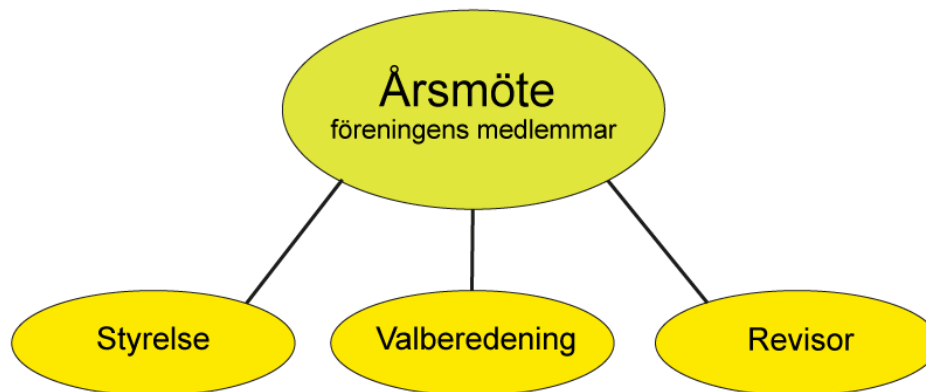 Årsmöte
föreningens medlemmar
Styrelse
Valberedening
Revisor